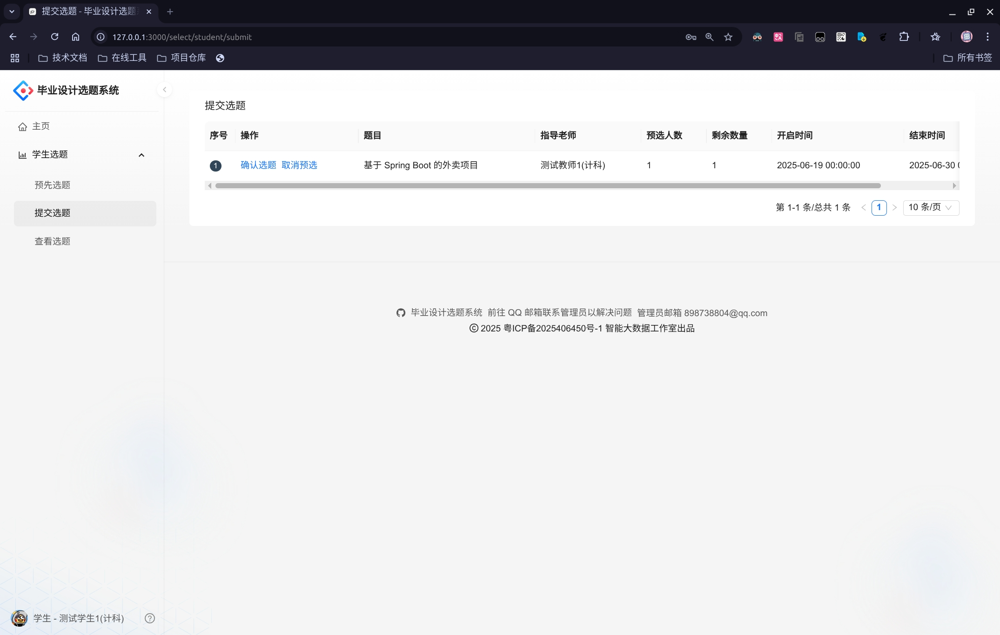 提交选题 - 毕业设计选题
127.0.0.1:3000/select/student/submit
技术文档 在线工具 项目仓库 所有书签
毕业设计选题系统
主页
学生选题
预先选题
提交选题
查看选题
提交选题
序号 操作 题目 指导老师 预选人数 剩余数量 开启时间 结束时间
1 确认选题 取消预选 基于 Spring Boot 的外卖项目 测试教师1(计科) 1 1 2025-06-19 00:00:00 2025-06-30
第 1-1 条/总共 1 条 1 10 条/页
毕业设计选题系统 前往 QQ 邮箱联系管理员以解决问题 管理员邮箱 898738804@qq.com
© 2025 粤ICP备2025406450号-1 智能大数据工作室出品
学生 - 测试学生1(计科)